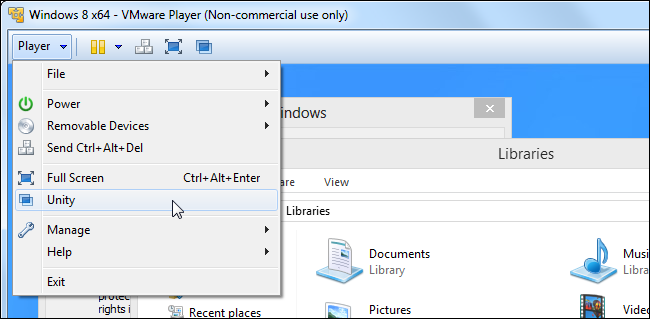 Windows 8 x64 - VMware Player (Non-commercial use only)
Player
File
Power
Removable Devices
Send Ctrl+Alt+Del
Full Screen Ctrl+Alt+Enter
Unity
Manage
Help
Exit
indows
Libraries
are View
Libraries
Documents
Library
Musi
Library
Recent places
Pictures
Video
protec
rights i